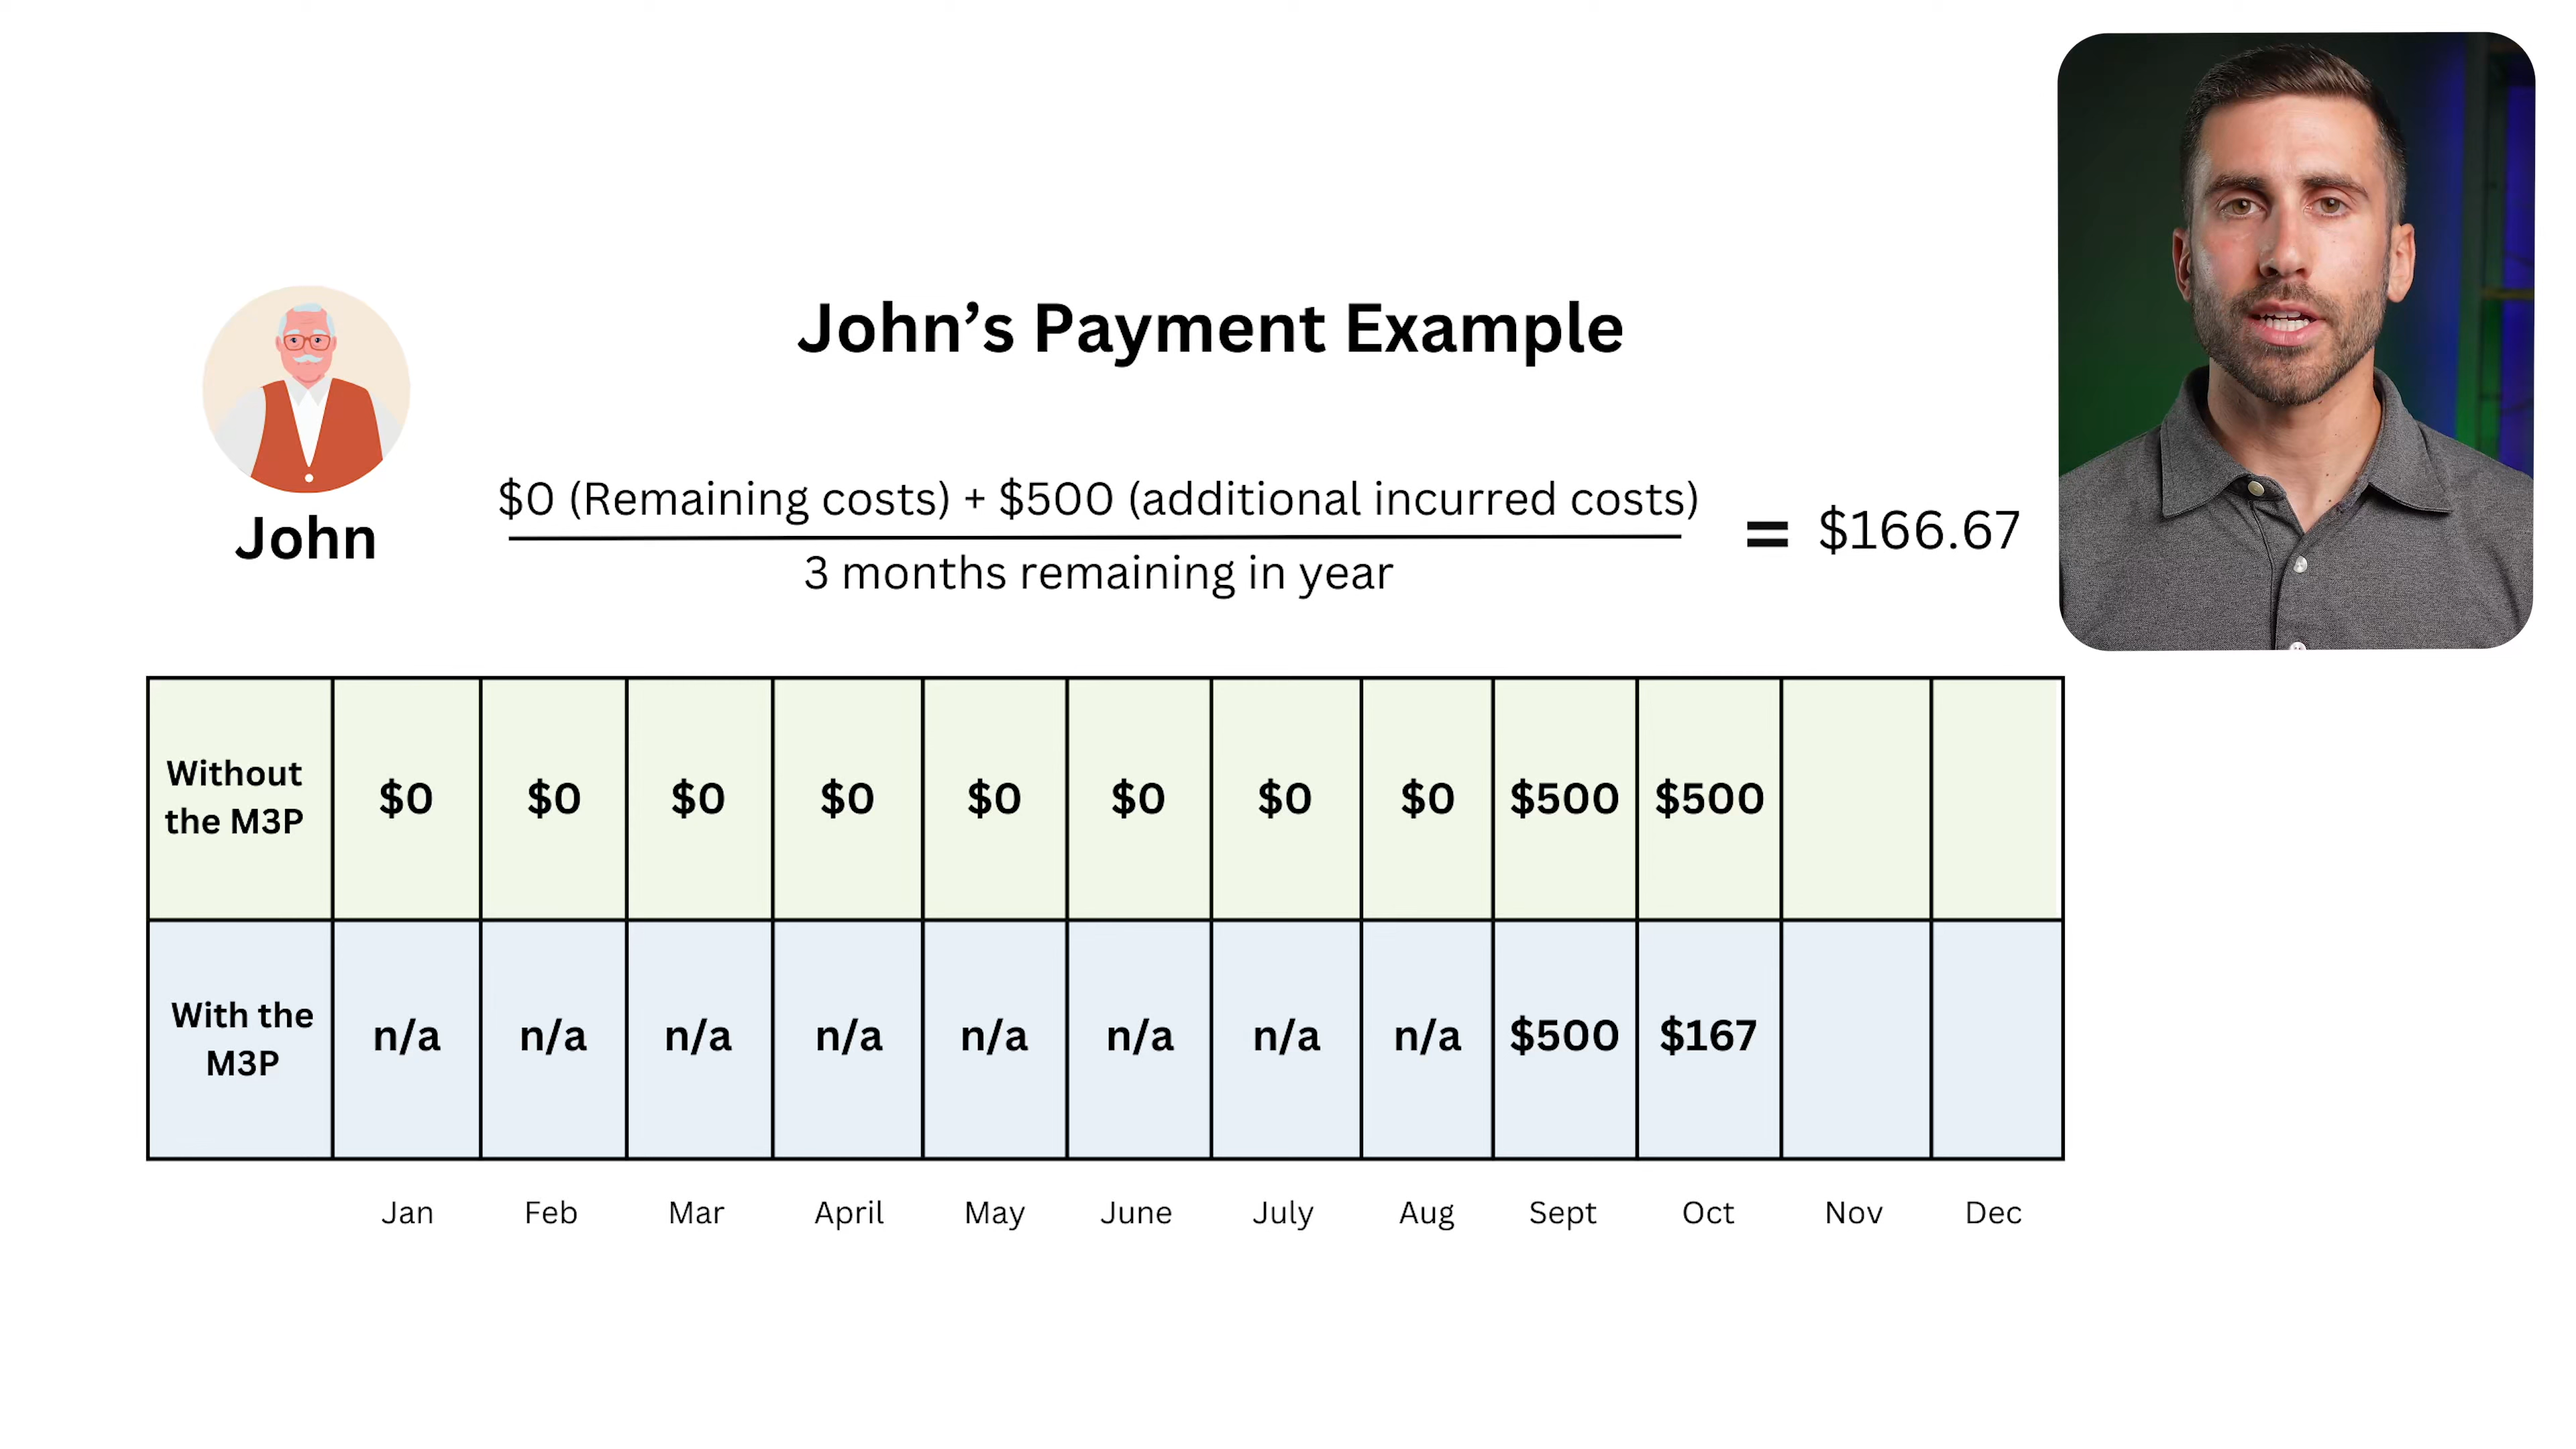 John’s Payment Example
John
$0 (Remaining costs) + $500 (additional incurred costs)
3 months remaining in year
= $166.67
Without
the M3P
$0 $0 $0 $0 $0 $0 $0 $0 $500 $500
With the
M3P
n/a n/a n/a n/a n/a n/a n/a n/a $500 $167
Jan Feb Mar April May June July Aug Sept Oct Nov Dec